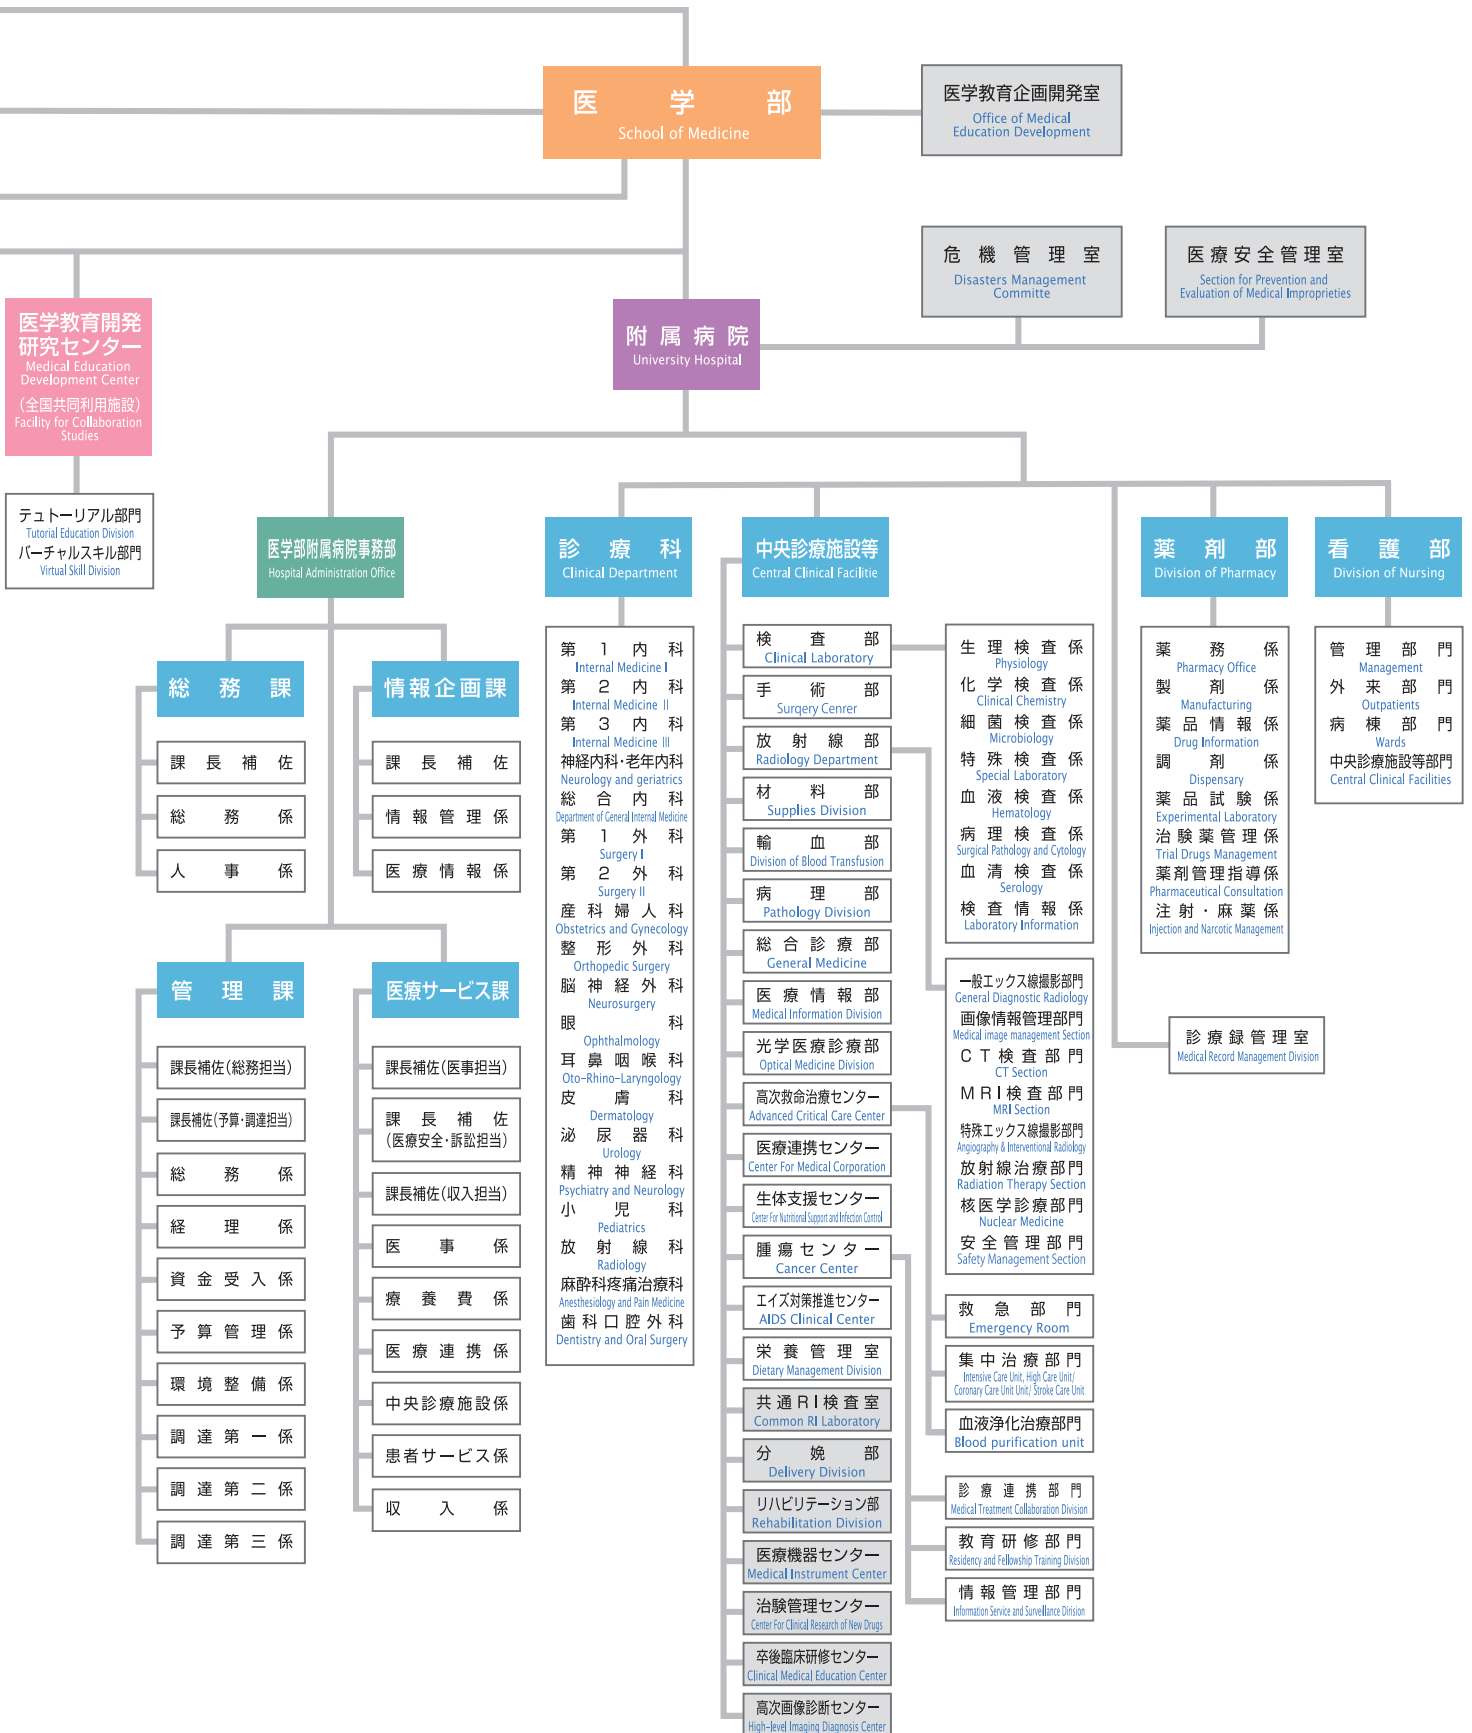 医学部
School of Medicine
医学教育企画開発室
Office of Medical
Education Development
危機管理室
Disasters Management
Committe
医療安全管理室
Section for Prevention and
Evaluation of Medical Improprieties
医学教育開発
研究センター
Medical Education
Development Center
(全国共同利用施設)
Facility for Collaboration
Studies
附属病院
University Hospital
テュトーリアル部門
Tutorial Education Division
バーチャルスキル部門
Virtual Skill Division
医学部附属病院事務部
Hospital Administration Office
総務課
課長補佐
総務係
人事係
情報企画課
課長補佐
情報管理係
医療情報係
管理課
課長補佐(総務担当)
課長補佐(予算・調達担当)
総務係
経理係
資金受入係
予算管理係
環境整備係
調達第一係
調達第二係
調達第三係
医療サービス課
課長補佐(医事担当)
課長補佐
(医療安全・訴訟担当)
課長補佐(収入担当)
医事係
療養費係
医療連携係
中央診療施設係
患者サービス係
収入係
診療科
Clinical Department
第1内科
Internal Medicine I
第2内科
Internal Medicine II
第3内科
Internal Medicine III
神経内科・老年内科
Neurology and geriatrics
総合内科
Department of General Internal Medicine
第1外科
Surgery I
第2外科
Surgery II
産科婦人科
Obstetrics and Gynecology
整形外科
Orthopedic Surgery
脳神経外科
Neurosurgery
眼科
Ophthalmology
耳鼻咽喉科
Oto-Rhino-Laryngology
皮膚科
Dermatology
泌尿器科
Urology
精神神経科
Psychiatry and Neurology
小児科
Pediatrics
放射線科
Radiology
麻酔科疼痛治療科
Anesthesiology and Pain Medicine
歯科口腔外科
Dentistry and Oral Surgery
中央診療施設等
Central Clinical Facilitie
検査部
Clinical Laboratory
手術部
Surqery Cenrer
放射線部
Radiology Department
材料部
Supplies Division
輸血部
Division of Blood Transfusion
病理部
Pathology Division
総合診療部
General Medicine
医療情報部
Medical Information Division
光学医療診療部
Optical Medicine Division
高次救命治療センター
Advanced Critical Care Center
医療連携センター
Center For Medical Corporation
生体支援センター
Center For Nutritional Support and Infection Control
腫瘍センター
Cancer Center
エイズ対策推進センター
AIDS Clinical Center
栄養管理室
Dietary Management Division
共通RI検査室
Common RI Laboratory
分娩部
Delivery Division
リハビリテーション部
Rehabilitation Division
医療機器センター
Medical Instrument Center
治験管理センター
Center For Clinical Research of New Drugs
卒後臨床研修センター
Clinical Medical Education Center
高次画像診断センター
High-level Imaging Diagnosis Center
生理検査係
Physiology
化学検査係
Clinical Chemistry
細菌検査係
Microbiology
特殊検査係
Special Laboratory
血液検査係
Hematology
病理検査係
Surgical Pathology and Cytology
血清検査係
Serology
検査情報係
Laboratory Information
一般エックス線撮影部門
General Diagnostic Radiology
画像情報管理部門
Medical image management Section
CT検査部門
CT Section
MRI検査部門
MRI Section
特殊エックス線撮影部門
Angiography & Interventional Radiology
放射線治療部門
Radiation Therapy Section
核医学診療部門
Nuclear Medicine
安全管理部門
Safety Management Section
救急部門
Emergency Room
集中治療部門
Intensive Care Unit, High Care Unit/
Coronary Care Unit Unit/ Stroke Care Unit
血液浄化治療部門
Blood purification unit
診療連携部門
Medical Treatment Collaboration Division
教育研修部門
Residency and Fellowship Training Division
情報管理部門
Information Service and Surveillance Dirision
薬剤部
Division of Pharmacy
薬務係
Pharmacy Office
製剤係
Manufacturing
薬品情報係
Drug Information
調剤係
Dispensary
薬品試験係
Experimental Laboratory
治験薬管理係
Trial Drugs Management
薬剤管理指導係
Pharmaceutical Consultation
注射・麻薬係
Injection and Narcotic Management
看護部
Division of Nursing
管理部門
Management
外来部門
Outpatients
病棟部門
Wards
中央診療施設等部門
Central Clinical Facilities
診療録管理室
Medical Record Management Division